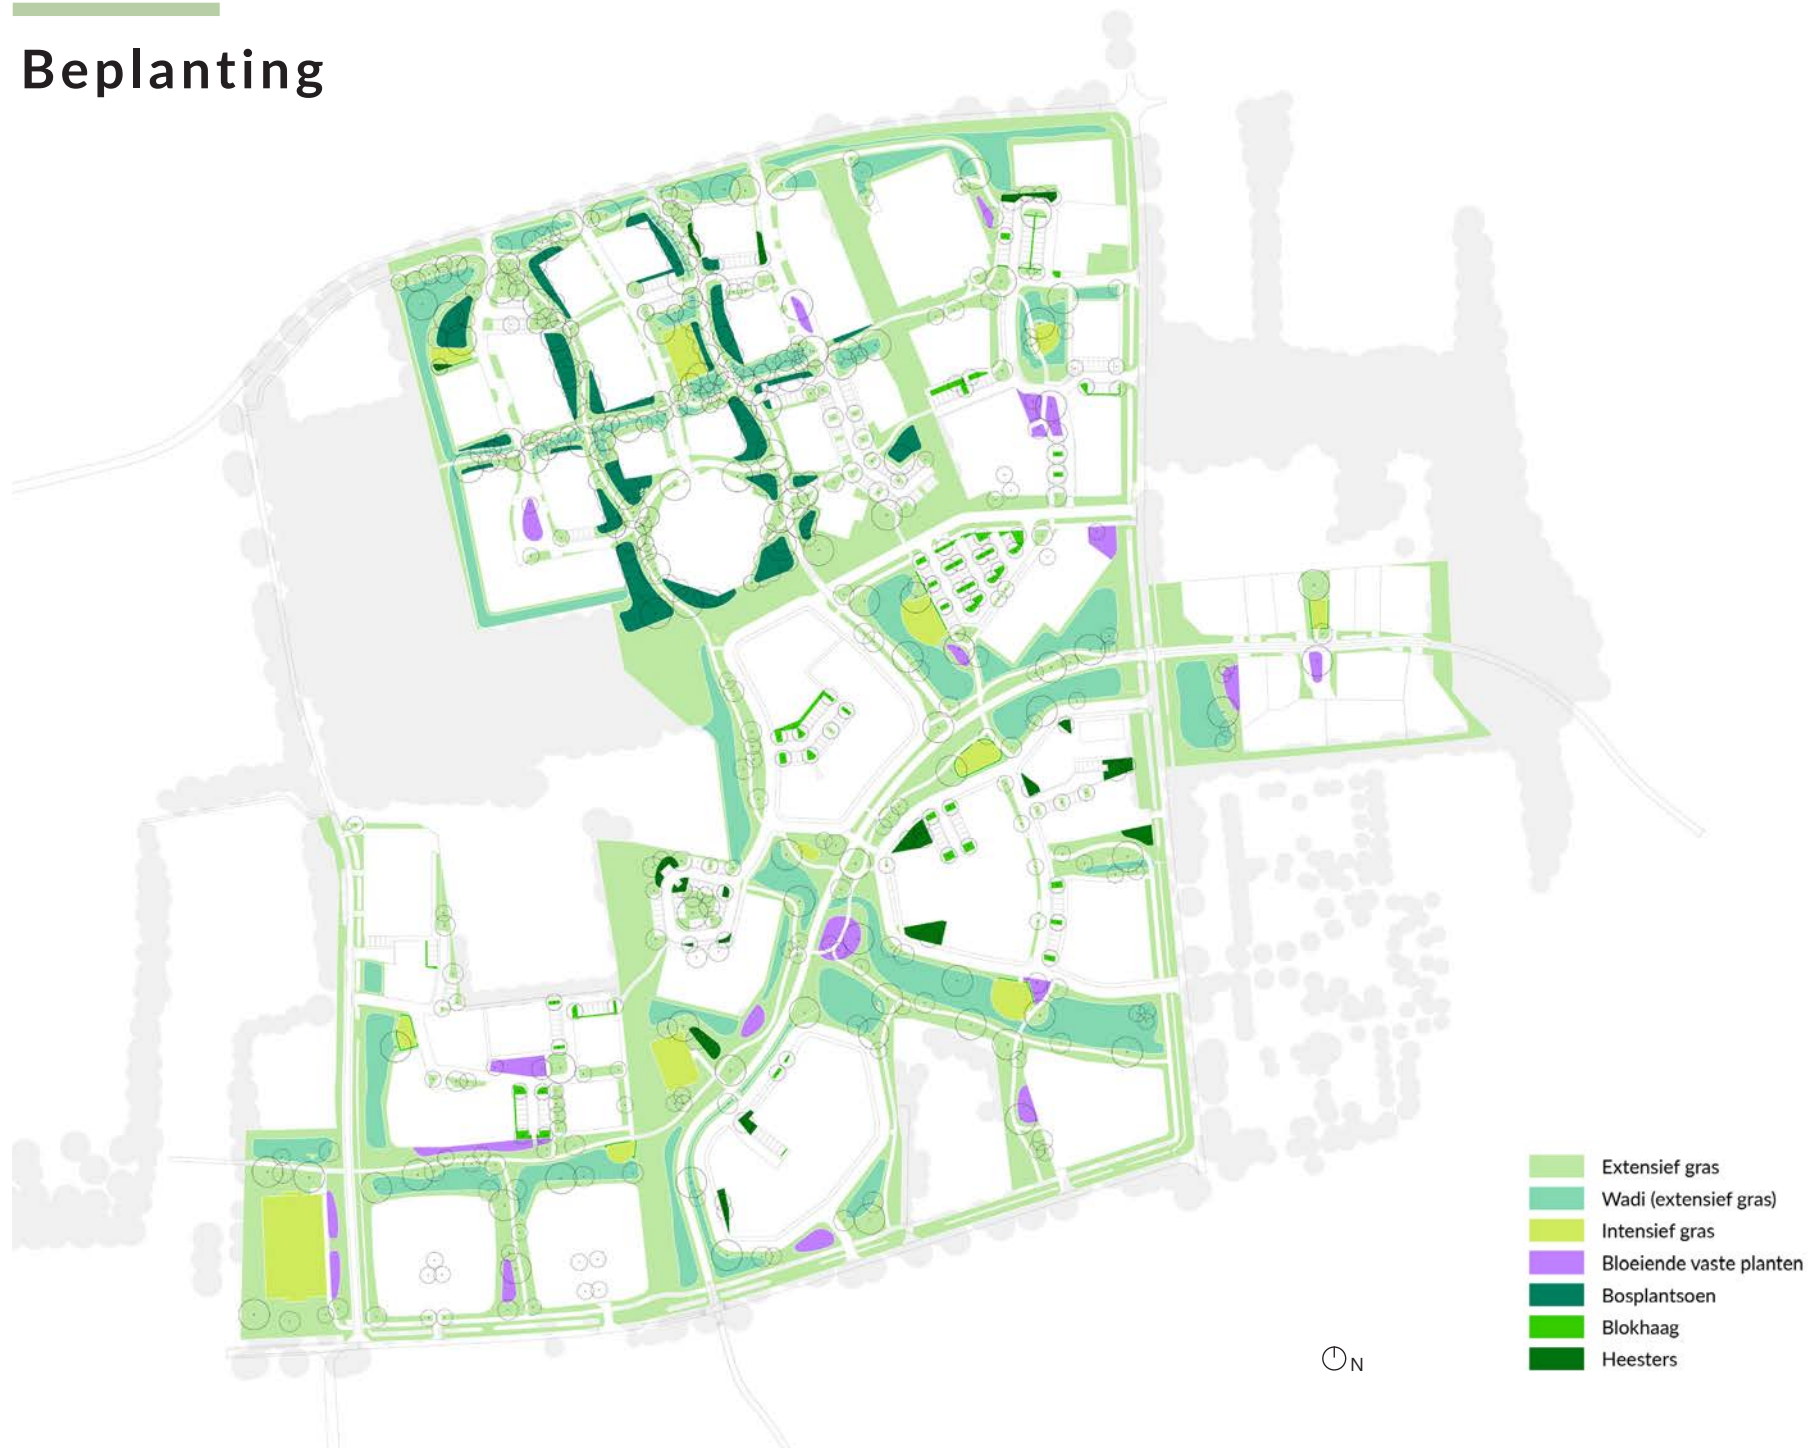 Beplanting
Extensief gras
Wadi (extensief gras)
Intensief gras
Bloeiende vaste planten
Bosplantsoen
Blokhaag
Heesters
N